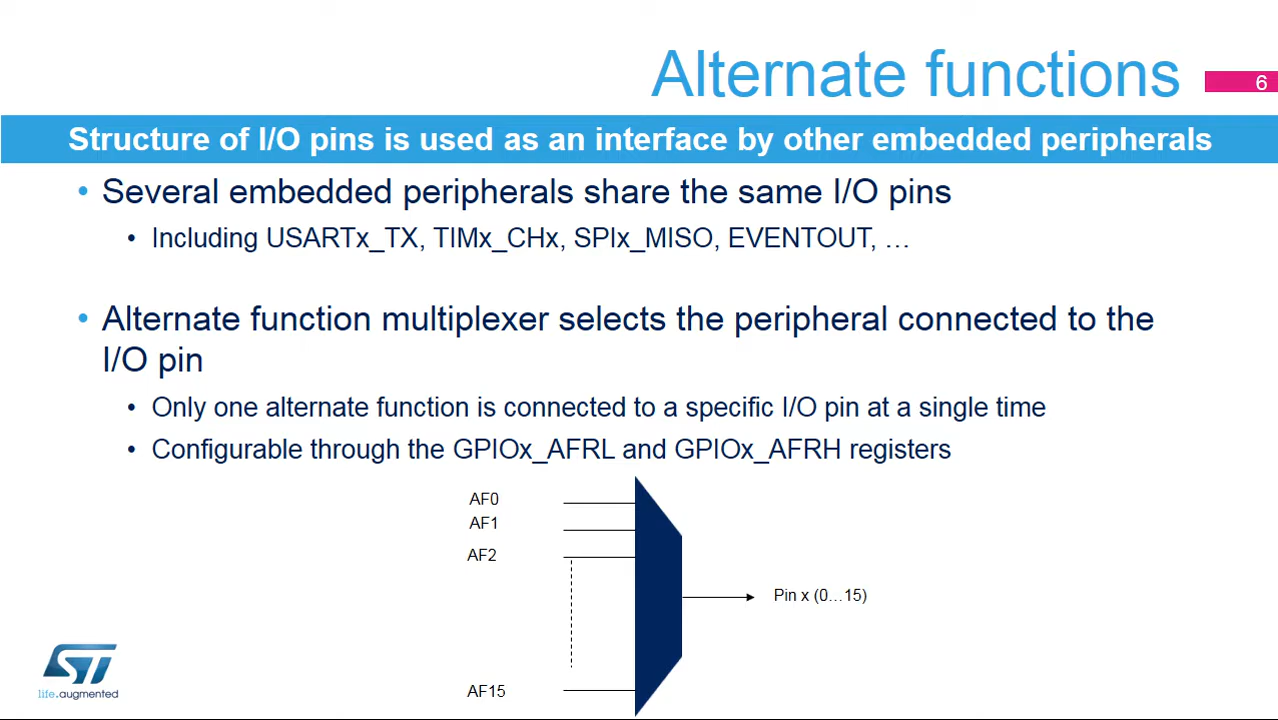 Alternate functions
6
Structure of I/O pins is used as an interface by other embedded peripherals
• Several embedded peripherals share the same I/O pins
• Including USARTx_TX, TIMx_CHx, SPIx_MISO, EVENTOUT, …
• Alternate function multiplexer selects the peripheral connected to the
I/O pin
• Only one alternate function is connected to a specific I/O pin at a single time
• Configurable through the GPIOx_AFRL and GPIOx_AFRH registers
AF0
AF1
AF2
Pin x (0…15)
AF15
ST
life.augmented